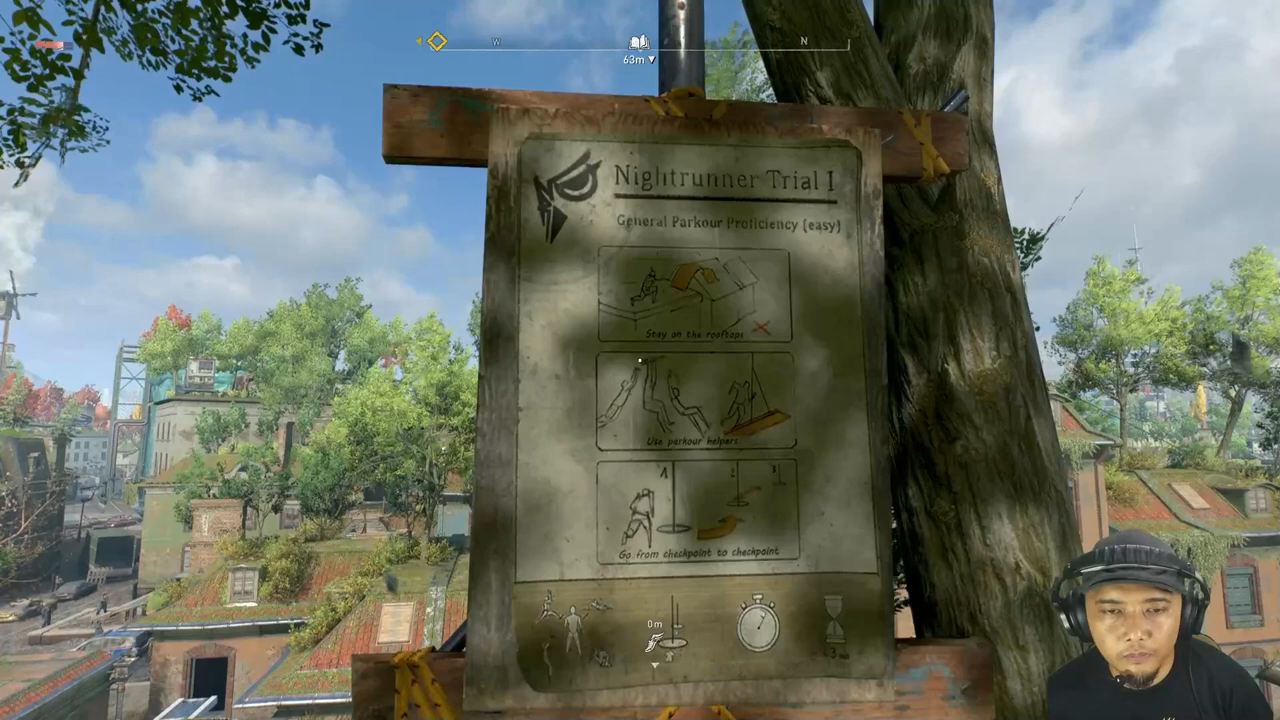 W
N
63m
Nightrunner Trial I
General Parkour Proficiency (easy)
Stay on the rooftops
Use parkour helpers
Go from checkpoint to checkpoint
0m